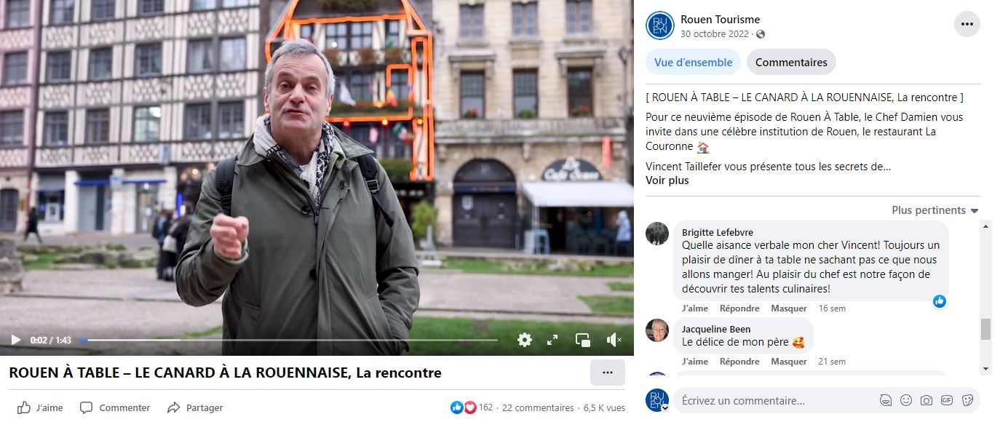 Le
Café Perdu
0:02 / 1:43
ROUEN À TABLE – LE CANARD À LA ROUENNAISE, La rencontre
J'aime Commenter Partager
162 · 22 commentaires · 6,5 K vues
ROUEN
Rouen Tourisme
30 octobre 2022 ·
Vue d'ensemble Commentaires
[ ROUEN À TABLE – LE CANARD À LA ROUENNAISE, La rencontre ]
Pour ce neuvième épisode de Rouen À Table, le Chef Damien vous
invite dans une célèbre institution de Rouen, le restaurant La
Couronne 🏠
Vincent Taillefer vous présente tous les secrets de...
Voir plus
Plus pertinents
Brigitte Lefebvre
Quelle aisance verbale mon cher Vincent! Toujours un
plaisir de dîner à ta table ne sachant pas ce que nous
allons manger! Au plaisir du chef est notre façon de
découvrir tes talents culinaires!
J'aime Répondre Masquer 16 sem
Jacqueline Been
Le délice de mon père 🥰
J'aime Répondre Masquer 21 sem
ROUEN
Écrivez un commentaire...
GIF